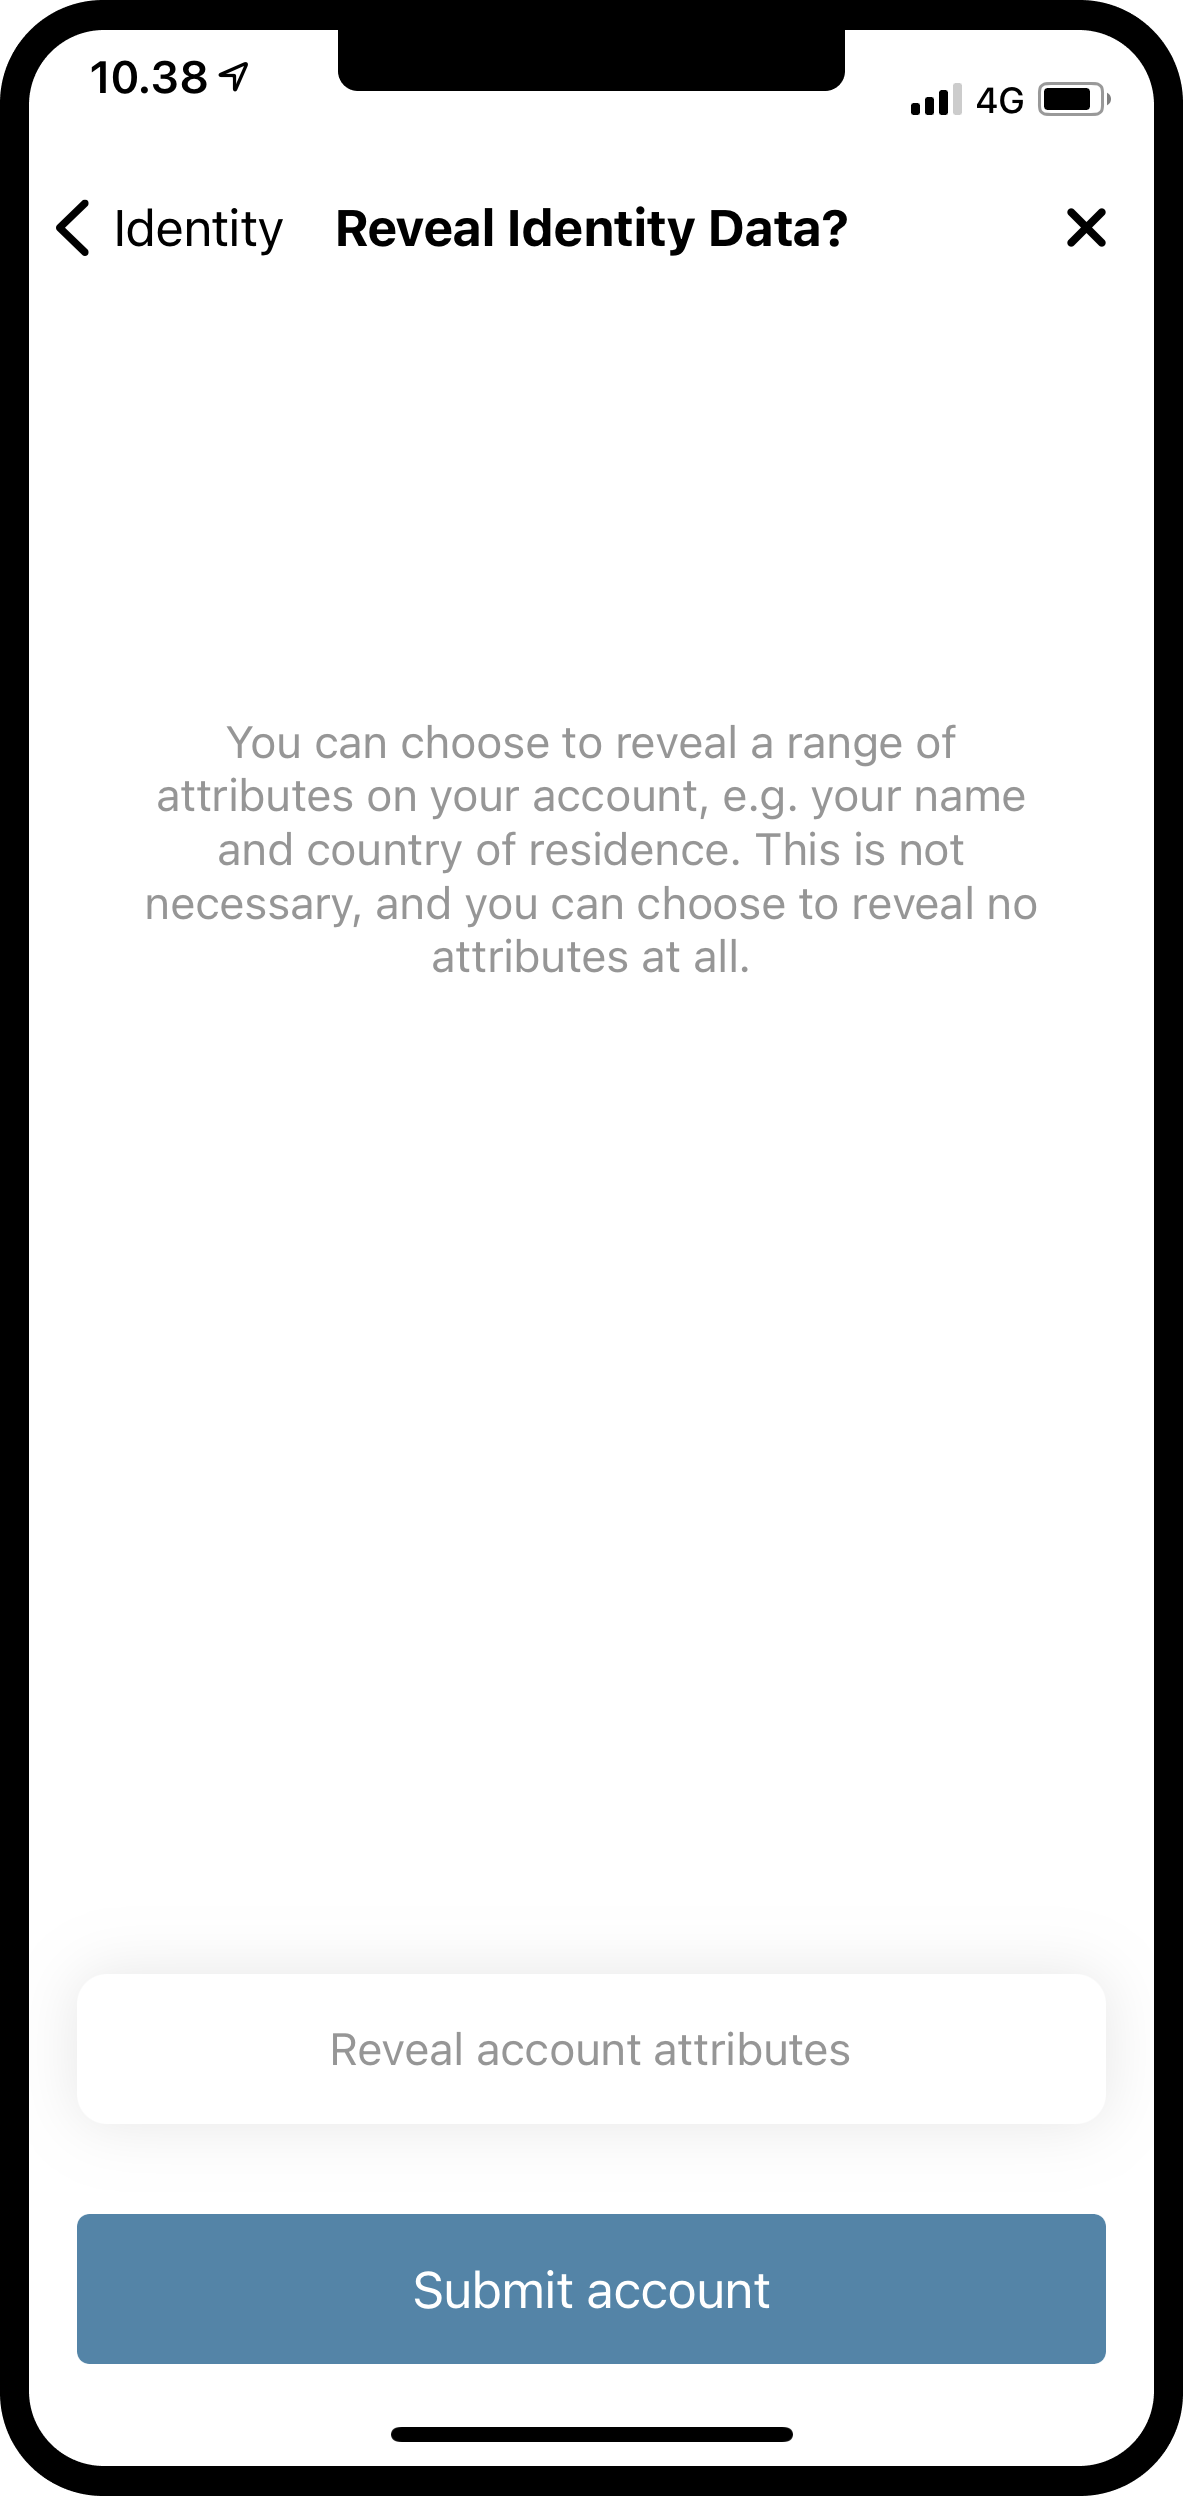 10.38
4G
Identity
Reveal Identity Data?
You can choose to reveal a range of
attributes on your account, e.g. your name
and country of residence. This is not
necessary, and you can choose to reveal no
attributes at all.
Reveal account attributes
Submit account